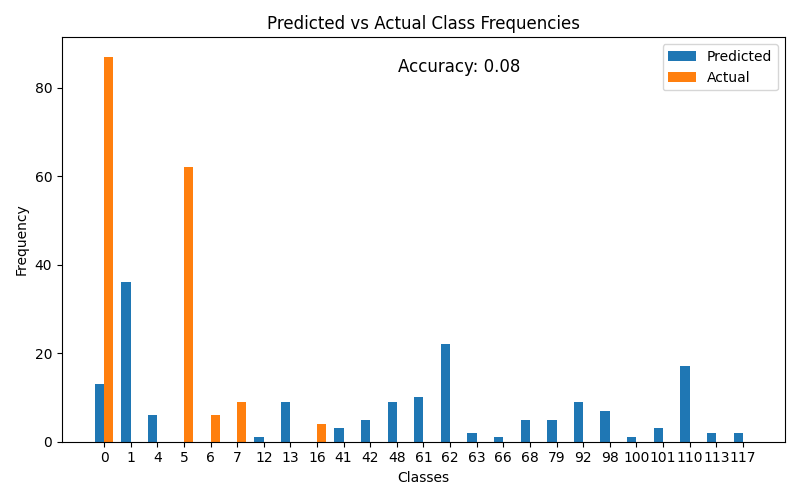 Predicted vs Actual Class Frequencies
Accuracy: 0.08
Predicted
Actual
Frequency
80
60
40
20
0
0 1 4 5 6 7 12 13 16 41 42 48 61 62 63 66 68 79 92 98 100 101 110 113 117
Classes